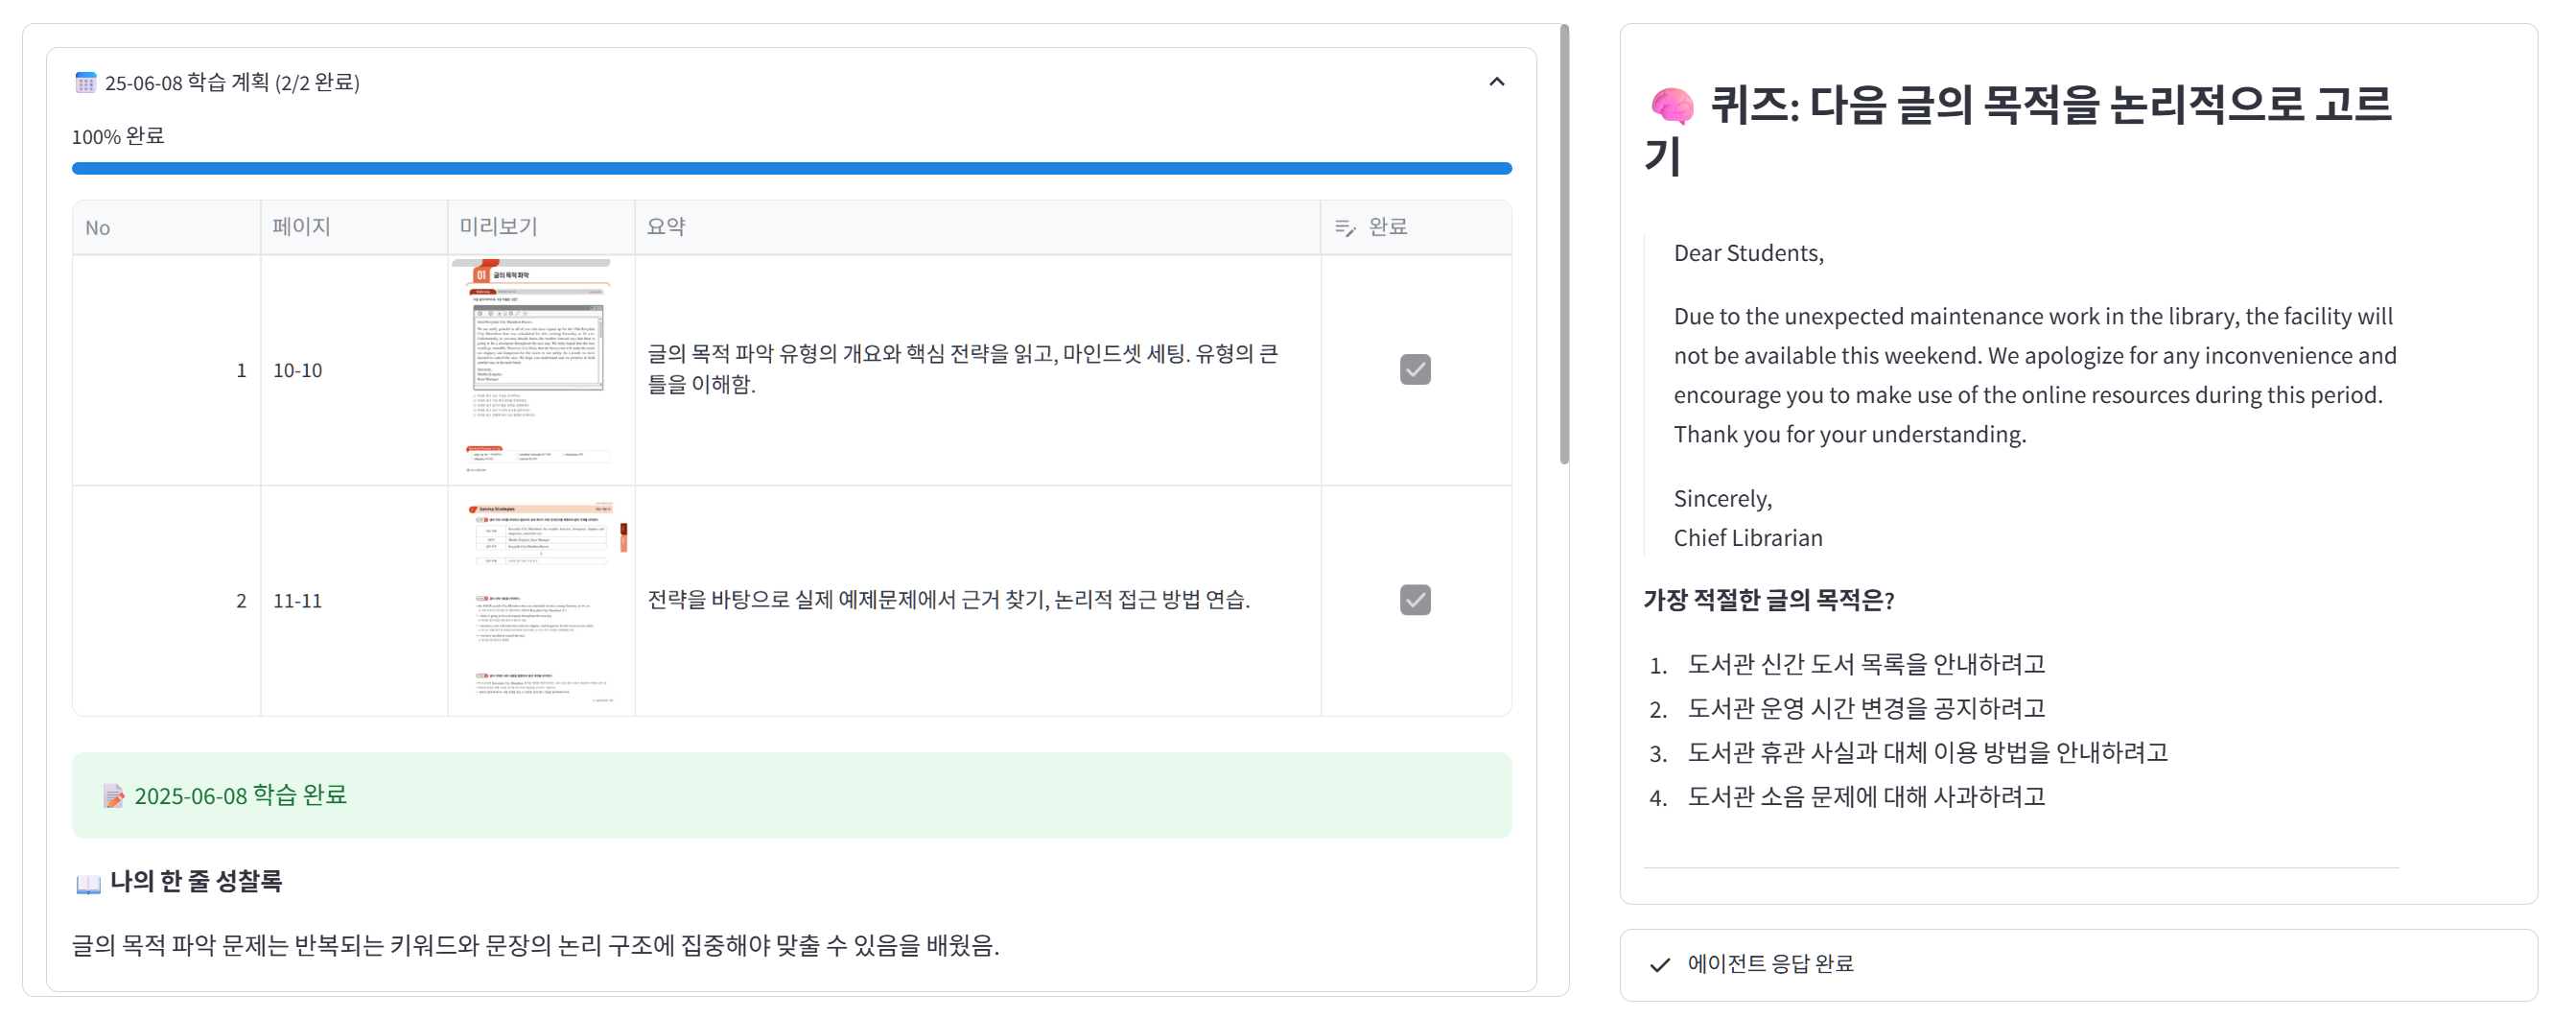 25-06-08 학습 계획 (2/2 완료)
100% 완료
No 페이지 미리보기 요약 완료
01 글의 목적 파악
1 10-10 글의 목적 파악 유형의 개요와 핵심 전략을 읽고, 마인드셋 세팅. 유형의 큰
틀을 이해함.
Solving Strategies
2 11-11 전략을 바탕으로 실제 예제문제에서 근거 찾기, 논리적 접근 방법 연습.
2025-06-08 학습 완료
나의 한 줄 성찰록
글의 목적 파악 문제는 반복되는 키워드와 문장의 논리 구조에 집중해야 맞출 수 있음을 배웠음.
퀴즈: 다음 글의 목적을 논리적으로 고르
기
Dear Students,
Due to the unexpected maintenance work in the library, the facility will
not be available this weekend. We apologize for any inconvenience and
encourage you to make use of the online resources during this period.
Thank you for your understanding.
Sincerely,
Chief Librarian
가장 적절한 글의 목적은?
1. 도서관 신간 도서 목록을 안내하려고
2. 도서관 운영 시간 변경을 공지하려고
3. 도서관 휴관 사실과 대체 이용 방법을 안내하려고
4. 도서관 소음 문제에 대해 사과하려고
에이전트 응답 완료